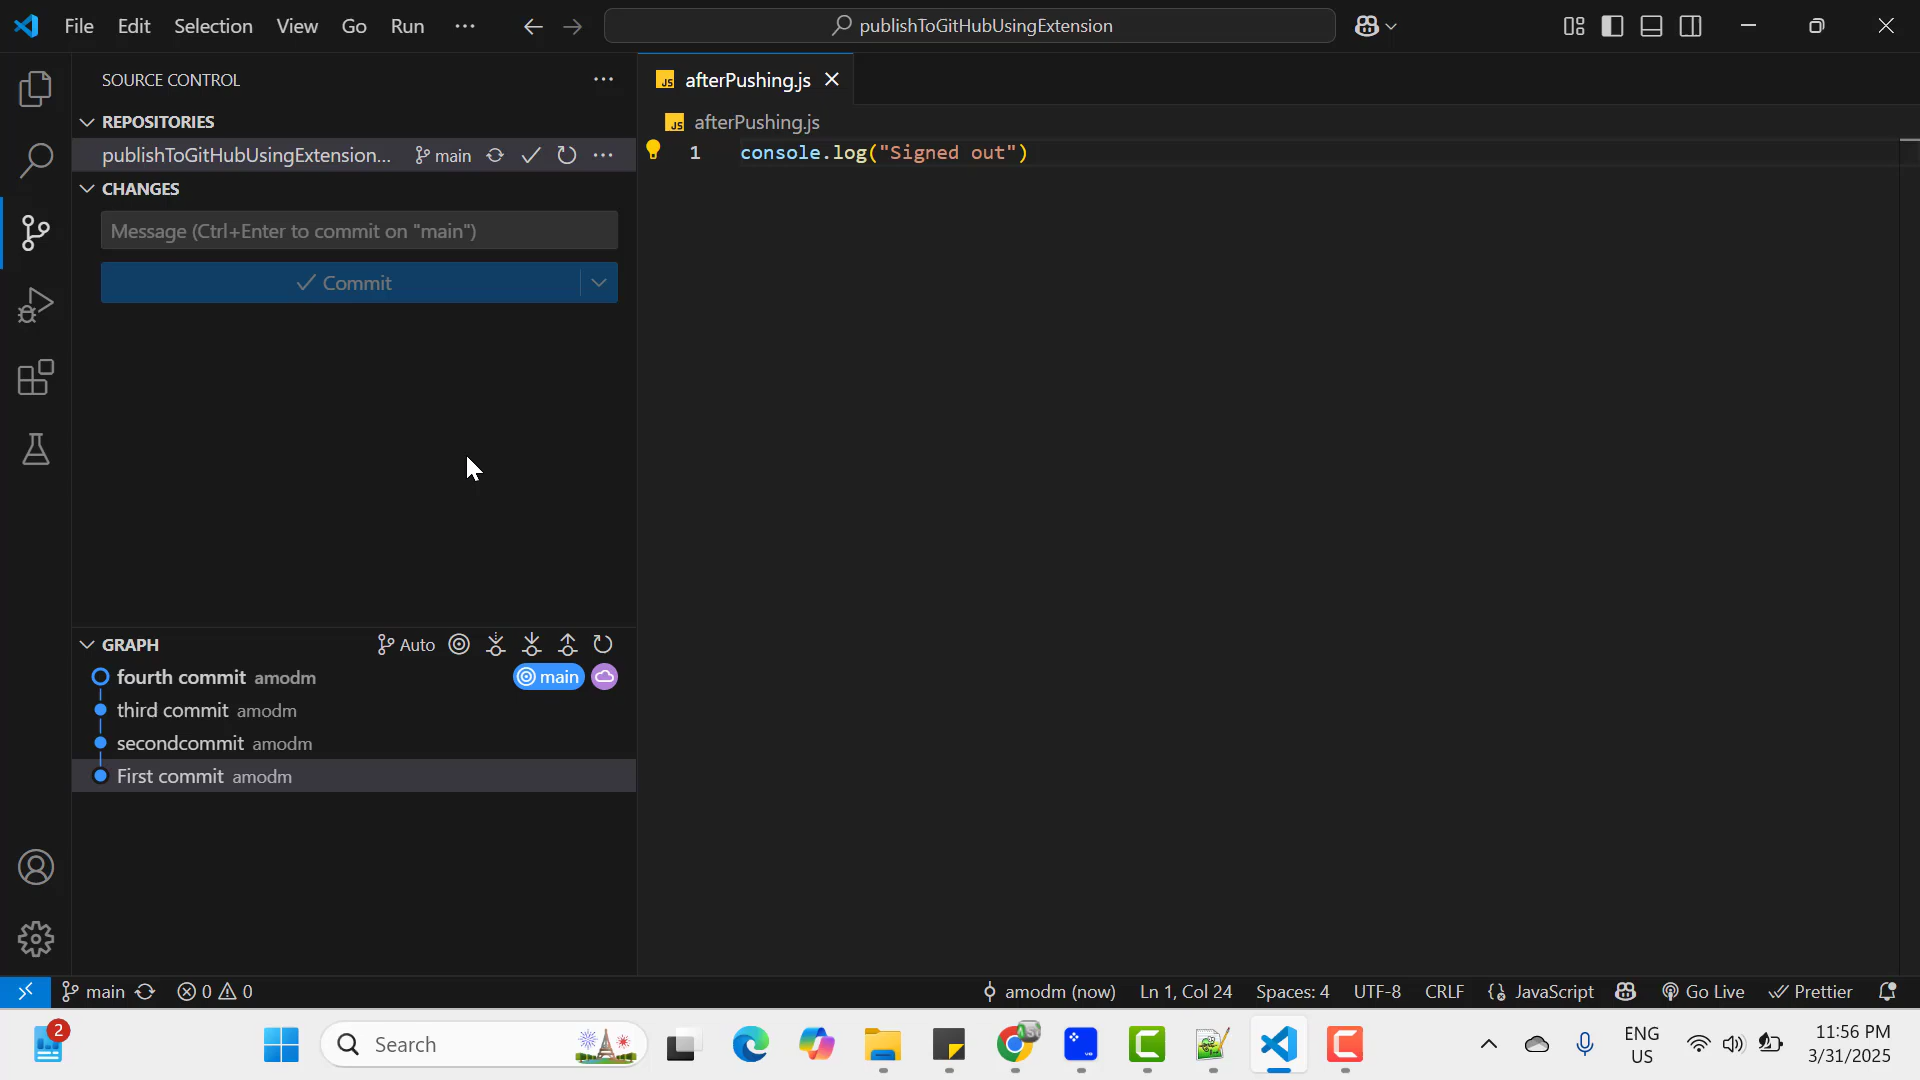 File Edit Selection View Go Run ··· publishToGitHubUsingExtension
SOURCE CONTROL
REPOSITORIES
publishToGitHubUsingExtension... main
CHANGES
Message (Ctrl+Enter to commit on "main")
Commit
GRAPH Auto
fourth commit amodm main
third commit amodm
secondcommit amodm
First commit amodm
JS afterPushing.js
JS afterPushing.js
1 console.log("Signed out")
main 0 0 amodm (now) Ln 1, Col 24 Spaces: 4 UTF-8 CRLF {} JavaScript Go Live Prettier
2 Search ENG 11:56 PM
US 3/31/2025